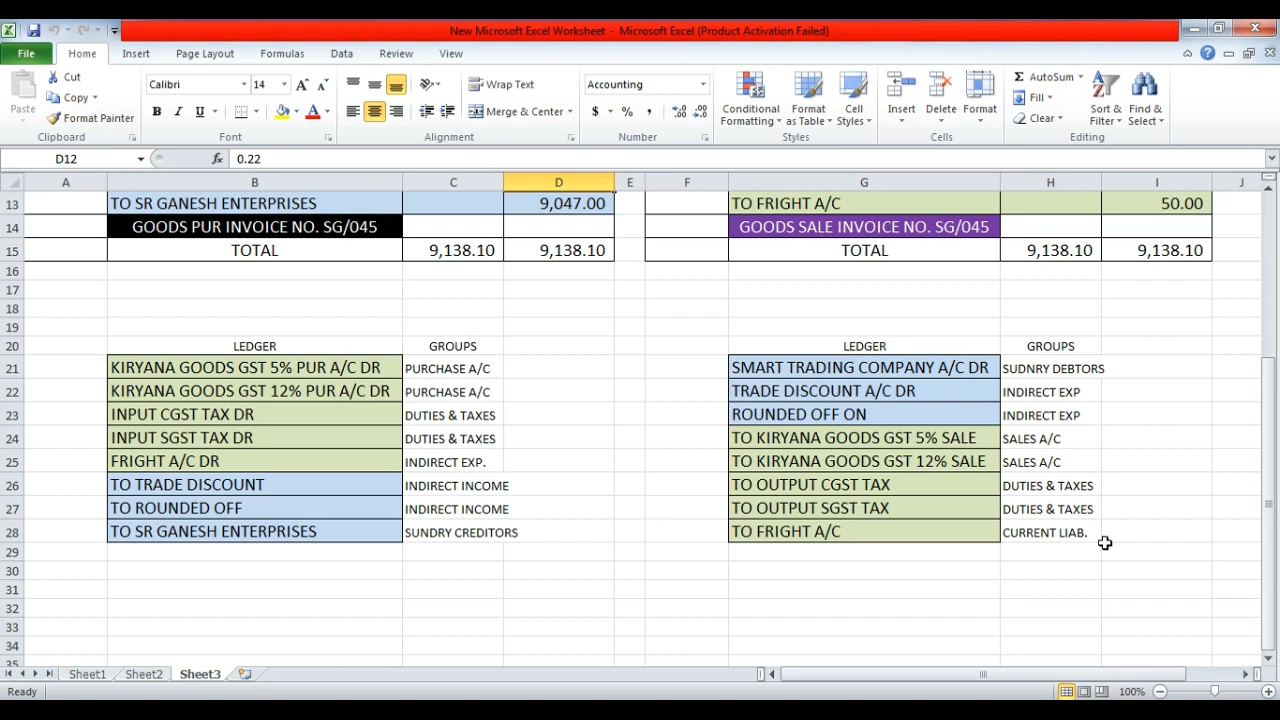 New Microsoft Excel Worksheet - Microsoft Excel (Product Activation Failed)
File Home Insert Page Layout Formulas Data Review View
Paste Cut Copy Format Painter Clipboard
Calibri 14 B I U A A A Font
Wrap Text Merge & Center Alignment
Accounting $ % , Number
Conditional Formatting Format as Table Cell Styles Styles
Insert Delete Format Cells
AutoSum Fill Clear Sort & Filter Find & Select Editing
D12 fx 0.22
A B C D E F G H I J
13 TO SR GANESH ENTERPRISES 9,047.00 TO FRIGHT A/C 50.00
14 GOODS PUR INVOICE NO. SG/045 GOODS SALE INVOICE NO. SG/045
15 TOTAL 9,138.10 9,138.10 TOTAL 9,138.10 9,138.10
16
17
18
19
20 LEDGER GROUPS LEDGER GROUPS
21 KIRYANA GOODS GST 5% PUR A/C DR PURCHASE A/C SMART TRADING COMPANY A/C DR SUDNRY DEBTORS
22 KIRYANA GOODS GST 12% PUR A/C DR PURCHASE A/C TRADE DISCOUNT A/C DR INDIRECT EXP
23 INPUT CGST TAX DR DUTIES & TAXES ROUNDED OFF ON INDIRECT EXP
24 INPUT SGST TAX DR DUTIES & TAXES TO KIRYANA GOODS GST 5% SALE SALES A/C
25 FRIGHT A/C DR INDIRECT EXP. TO KIRYANA GOODS GST 12% SALE SALES A/C
26 TO TRADE DISCOUNT INDIRECT INCOME TO OUTPUT CGST TAX DUTIES & TAXES
27 TO ROUNDED OFF INDIRECT INCOME TO OUTPUT SGST TAX DUTIES & TAXES
28 TO SR GANESH ENTERPRISES SUNDRY CREDITORS TO FRIGHT A/C CURRENT LIAB.
29
30
31
32
33
34
35
Sheet1 Sheet2 Sheet3
Ready 100%